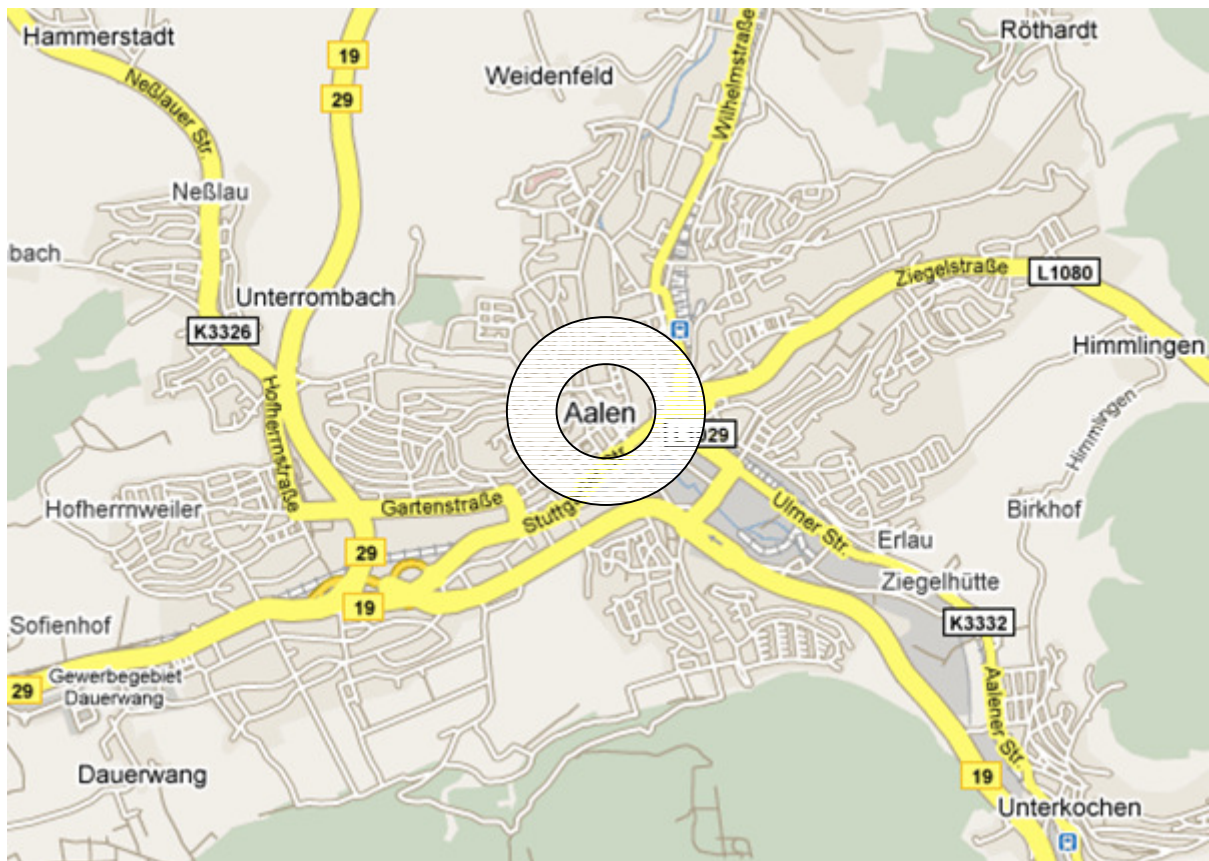 Hammerstadt
19
Röthardt
Weidenfeld
29
Neßlauer Str.
Wilhelmstraße
Neßlau
bach
Ziegelstraße
L1080
Unterrombach
K3326
Himmlingen
Hofherrnstraße
Aalen
Himmlingen
Gartenstraße
Hofherrnweiler
Ulmer Str.
Birkhof
Erlau
29
Ziegelhütte
19
Sofienhof
K3332
Gewerbegebiet
Dauerwang
29
Aalener Str.
Dauerwang
19
Unterkochen